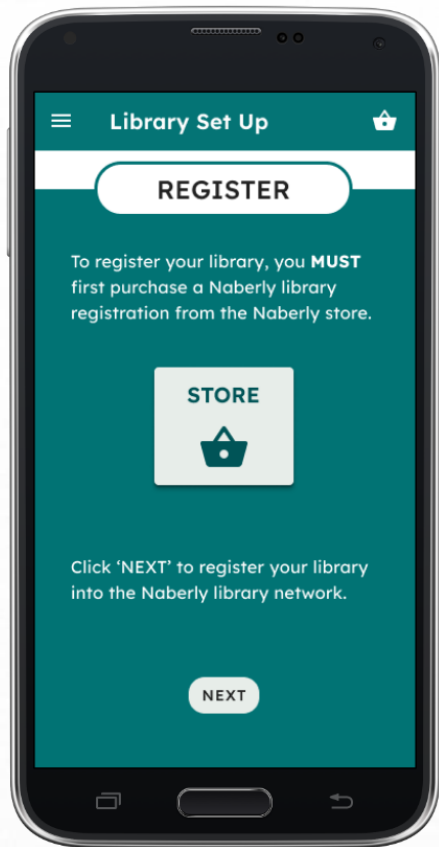 Library Set Up
REGISTER
To register your library, you MUST
first purchase a Naberly library
registration from the Naberly store.
STORE
Click ‘NEXT’ to register your library
into the Naberly library network.
NEXT